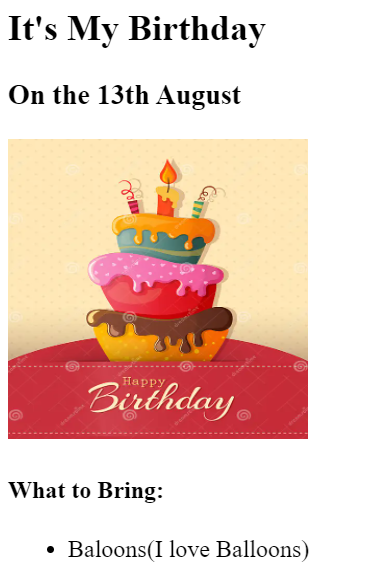 It's My Birthday
On the 13th August
Happy
Birthday
What to Bring:
Baloons(I love Balloons)